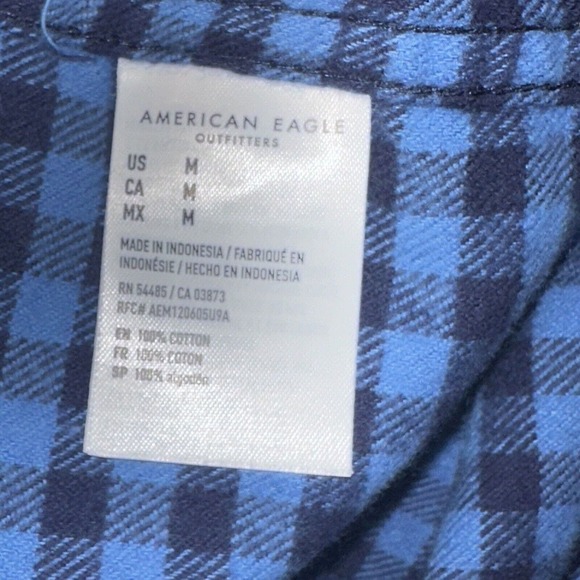 AMERICAN EAGLE
OUTFITTERS
US M
CA M
MX M
MADE IN INDONESIA / FABRIQUÉ EN
INDONÉSIE / HECHO EN INDONESIA
RN 54485 / CA 03873
RFC# AEM120605U9A
EN 100% COTTON
FR 100% COTON
SP 100% algodón